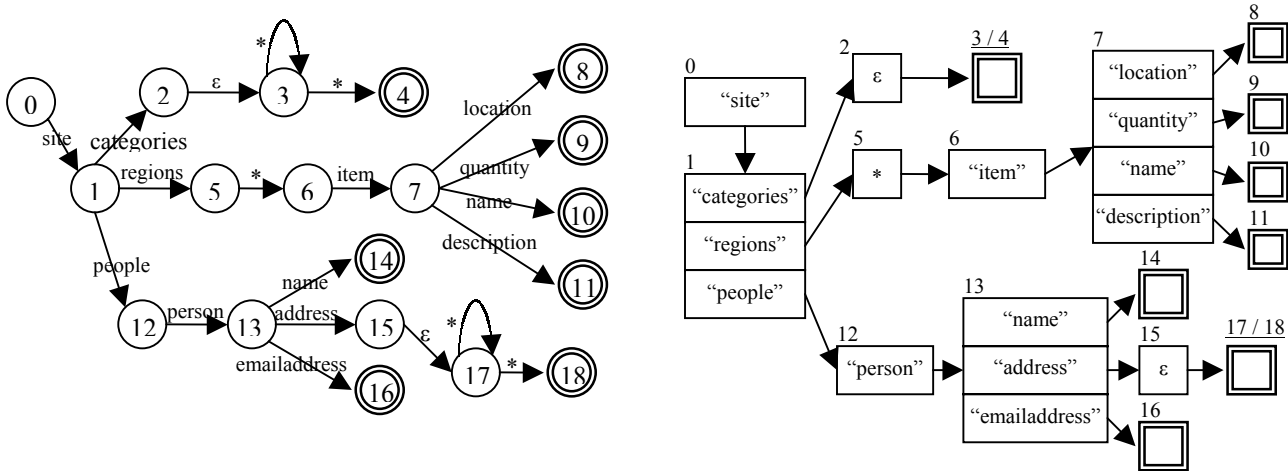 0
site
1
categories
2
ε
3
*
*
4
regions
5
*
6
item
7
location
8
quantity
9
name
10
description
11
people
12
person
13
name
14
address
15
ε
*
17
*
18
emailaddress
16
0
“site”
1
“categories”
“regions”
“people”
2
ε
3 / 4
5
*
6
“item”
7
“location”
“quantity”
“name”
“description”
8
9
10
11
12
“person”
13
“name”
“address”
“emailaddress”
14
15
ε
17 / 18
16